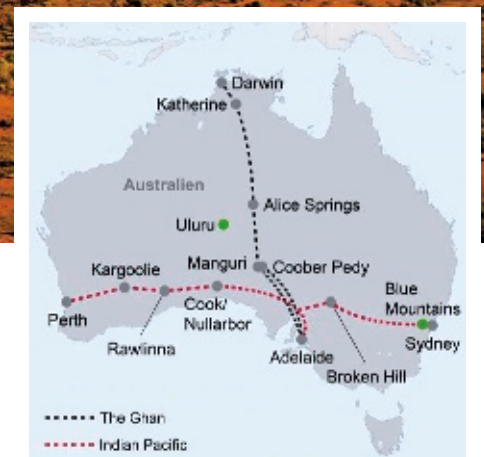 Darwin
Katherine
Australien
Alice Springs
Uluru
Manguri
Coober Pedy
Kargoolie
Blue
Mountains
Perth
Rawlinna
Cook/
Nullarbor
Sydney
Adelaide
Broken Hill
The Ghan
Indian Pacific